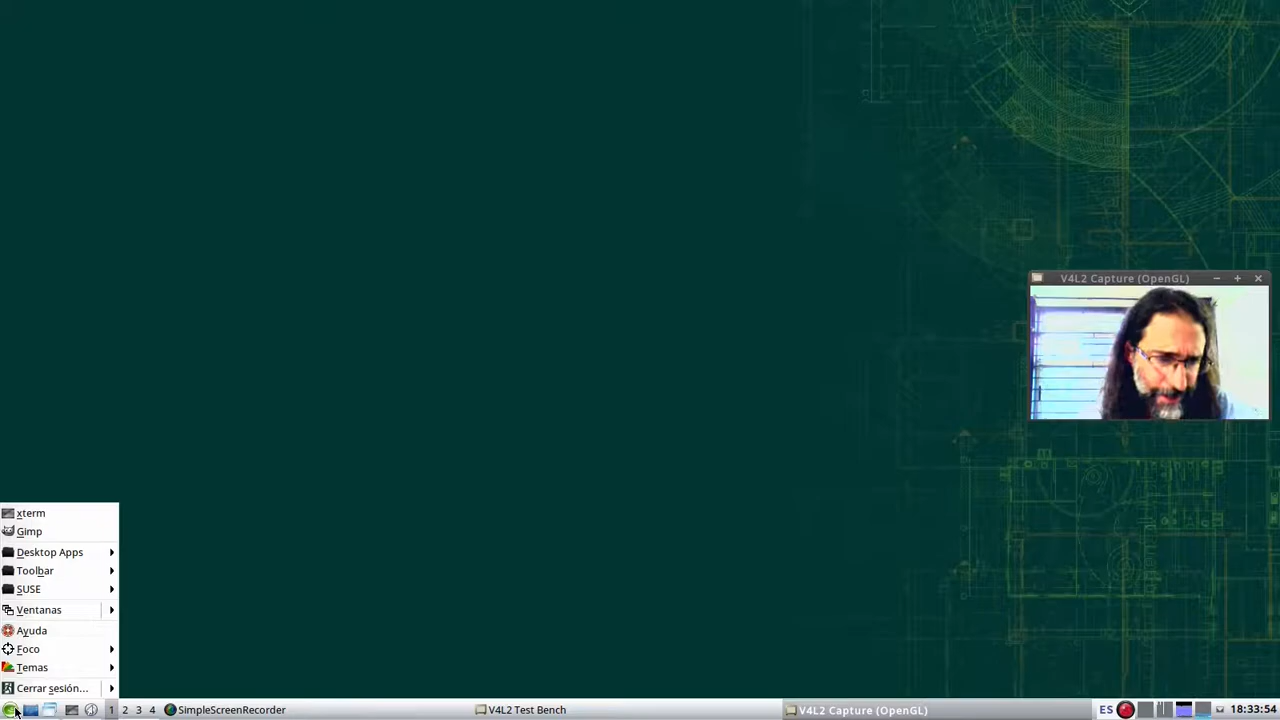 V4L2 Capture (OpenGL)
xterm
Gimp
Desktop Apps
Toolbar
SUSE
Ventanas
Ayuda
Foco
Temas
Cerrar sesión...
1 2 3 4 SimpleScreenRecorder V4L2 Test Bench V4L2 Capture (OpenGL) ES 18:33:54